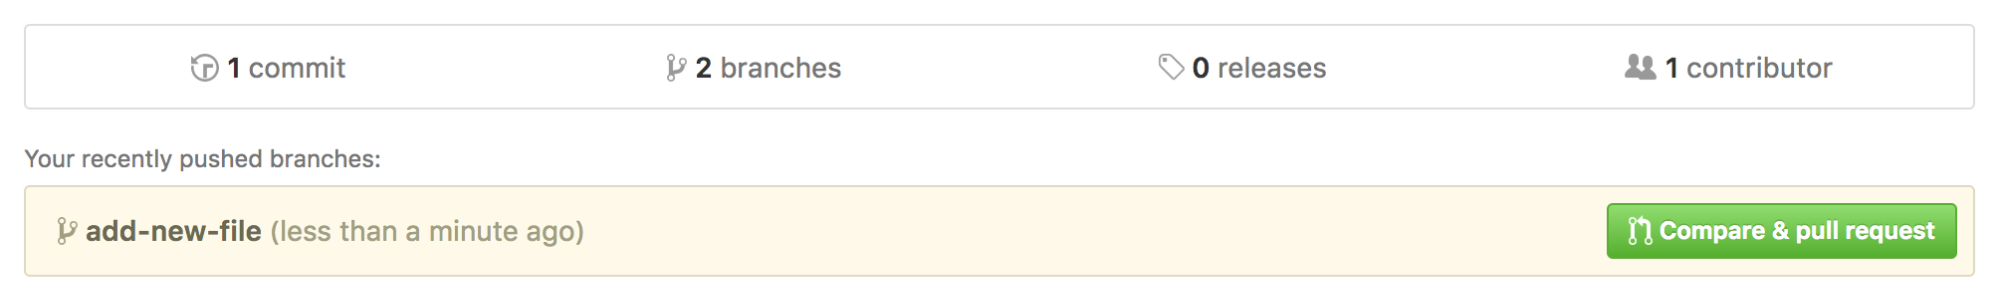 1 commit 2 branches 0 releases 1 contributor
Your recently pushed branches:
add-new-file (less than a minute ago) Compare & pull request